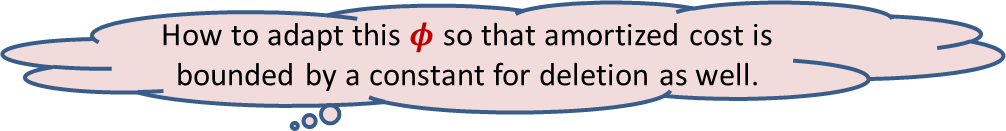 How to adapt this 𝝓 so that amortized cost is
bounded by a constant for deletion as well.